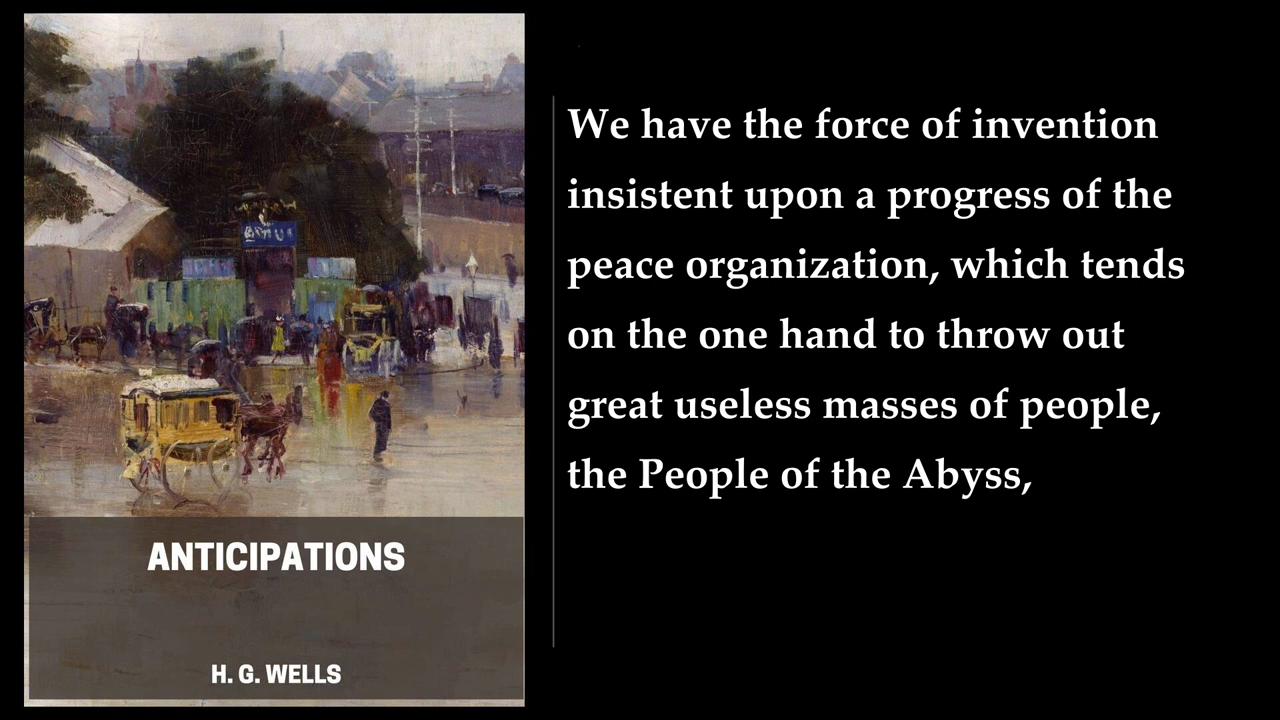 ANTICIPATIONS
H. G. WELLS
We have the force of invention
insistent upon a progress of the
peace organization, which tends
on the one hand to throw out
great useless masses of people,
the People of the Abyss,